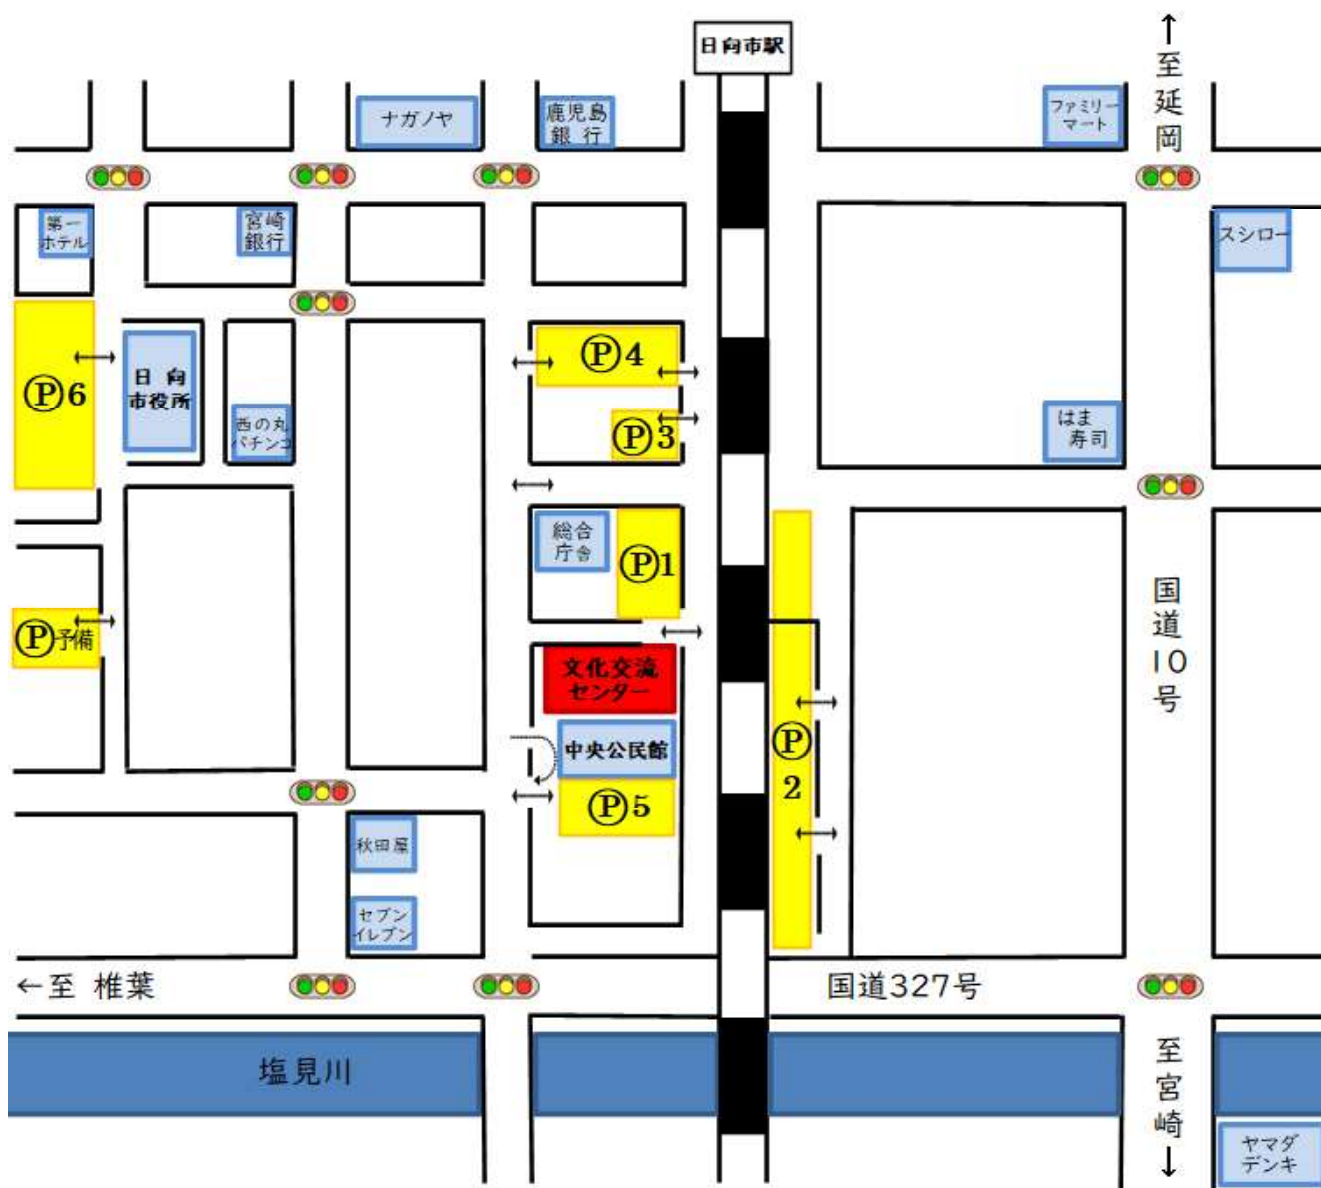 日向市駅
↑
至
延
岡
ナガノヤ
鹿児島
銀 行
ファミリー
マート
第一
ホテル
宮崎
銀行
スシロー
Ⓟ4
Ⓟ6
日 向
市役所
西の丸
パチンコ
Ⓟ3
はま
寿司
総合
庁舎
Ⓟ1
国
道
10
号
Ⓟ予備
文化交流
センター
中央公民館
Ⓟ
2
Ⓟ5
秋田屋
セブン
イレブン
←至 椎葉
国道327号
塩見川
至
宮
崎
↓
ヤマダ
デンキ